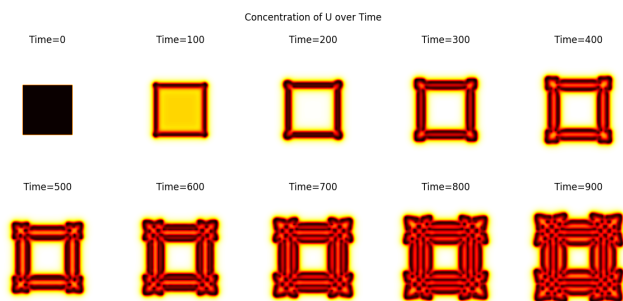 Concentration of U over Time
Time=0
Time=100
Time=200
Time=300
Time=400
Time=500
Time=600
Time=700
Time=800
Time=900